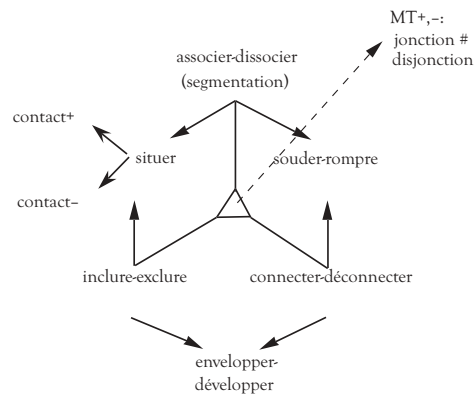 MT+,–:
jonction #
disjonction
associer-dissocier
(segmentation)
contact+
situer
souder-rompre
contact–
inclure-exclure
connecter-déconnecter
envelopper-
développer